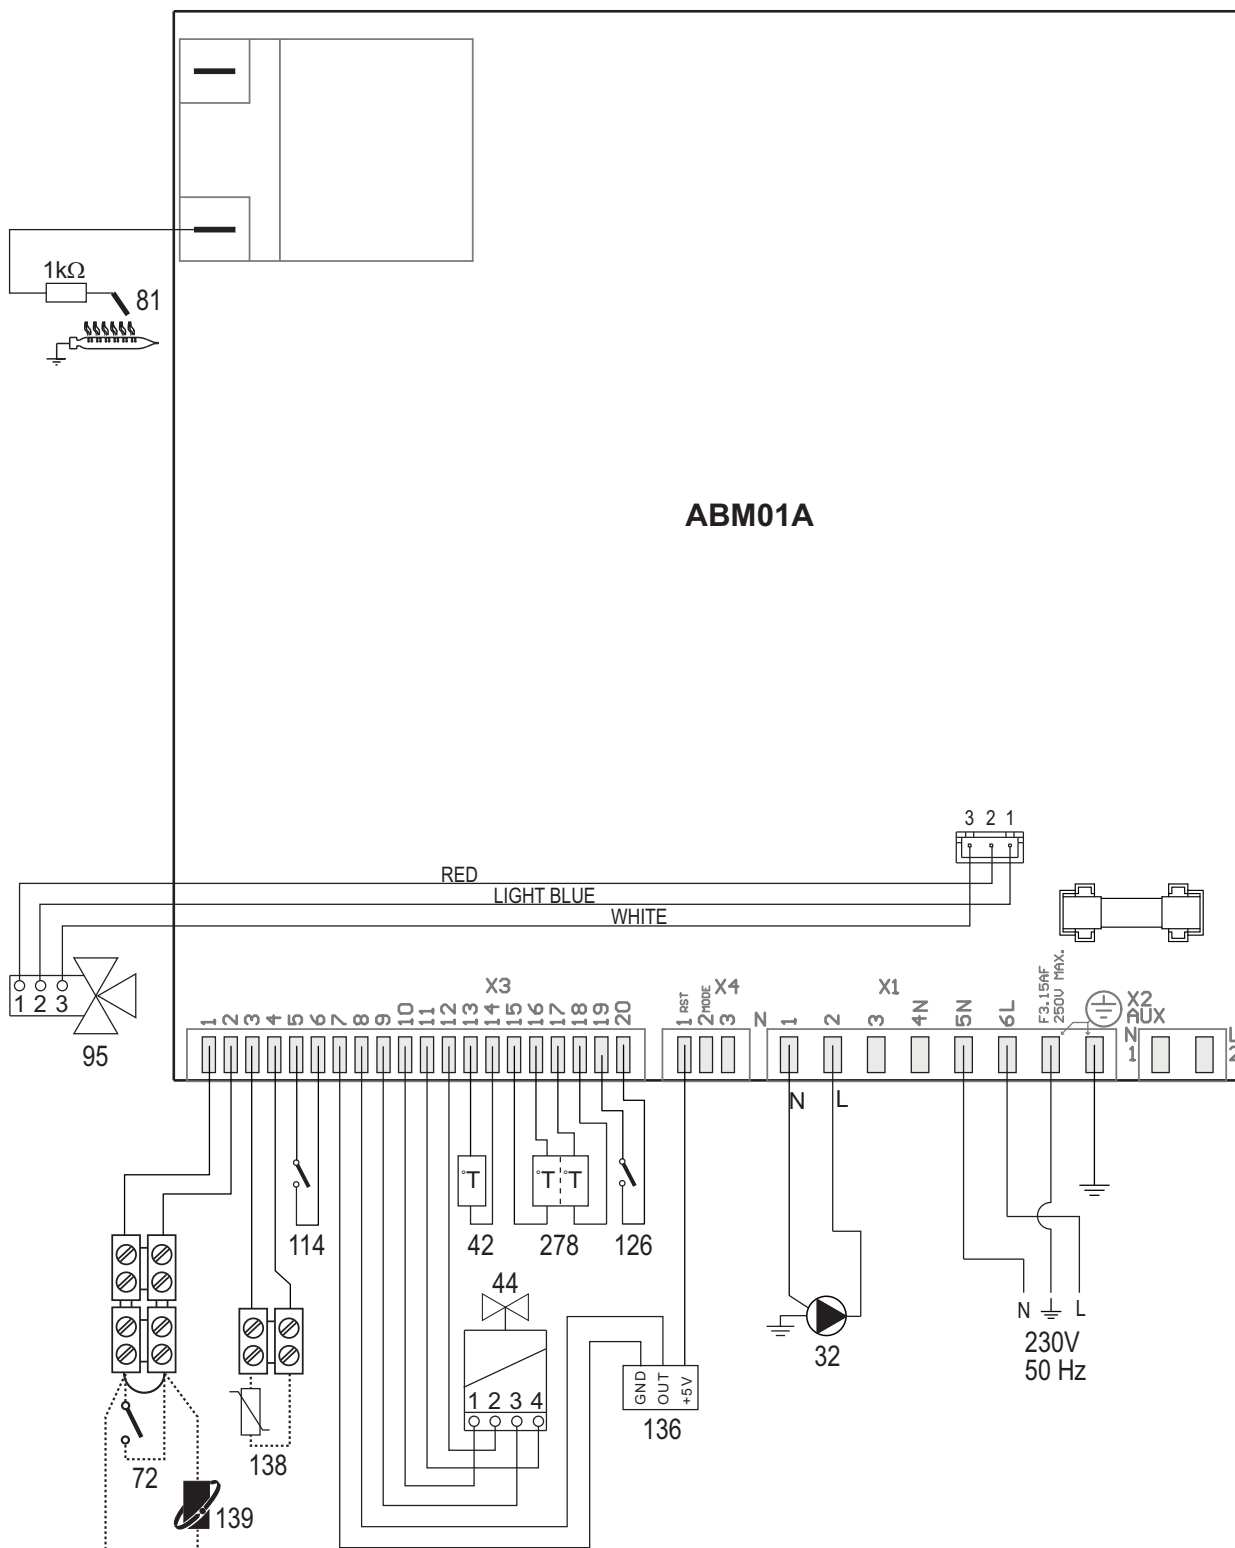 1kΩ
81
ABM01A
3 2 1
RED
LIGHT BLUE
WHITE
1 2 3
95
X3
1 2 3 4 5 6 7 8 9 10 11 12 13 14 15 16 17 18 19 20
X4
1 RST
2 MODE
3
X1
N
1 2 3 4N 5N 6L
F3.15AF
250V MAX.
X2
AUX
N
1
L
2
N
L
°T
°T
°T
114
42
278
126
44
1 2 3 4
GND
OUT
+5V
136
32
N
L
230V
50 Hz
72
138
139